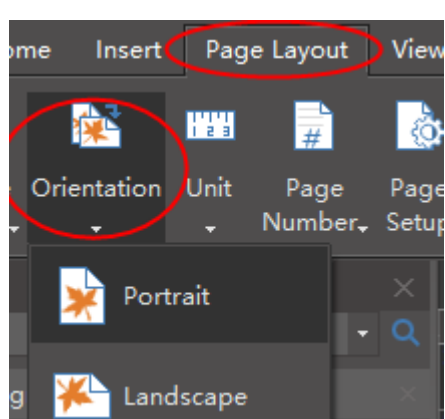 ome Insert Page Layout View
Orientation Unit Page Page
Number Setup
Portrait
Landscape